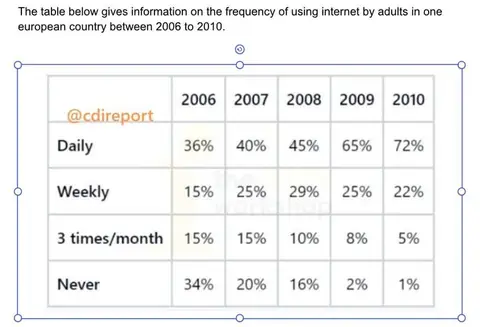 The table below gives information on the frequency of using internet by adults in one
european country between 2006 to 2010.
@cdireport
2006 2007 2008 2009 2010
Daily 36% 40% 45% 65% 72%
Weekly 15% 25% 29% 25% 22%
3 times/month 15% 15% 10% 8% 5%
Never 34% 20% 16% 2% 1%